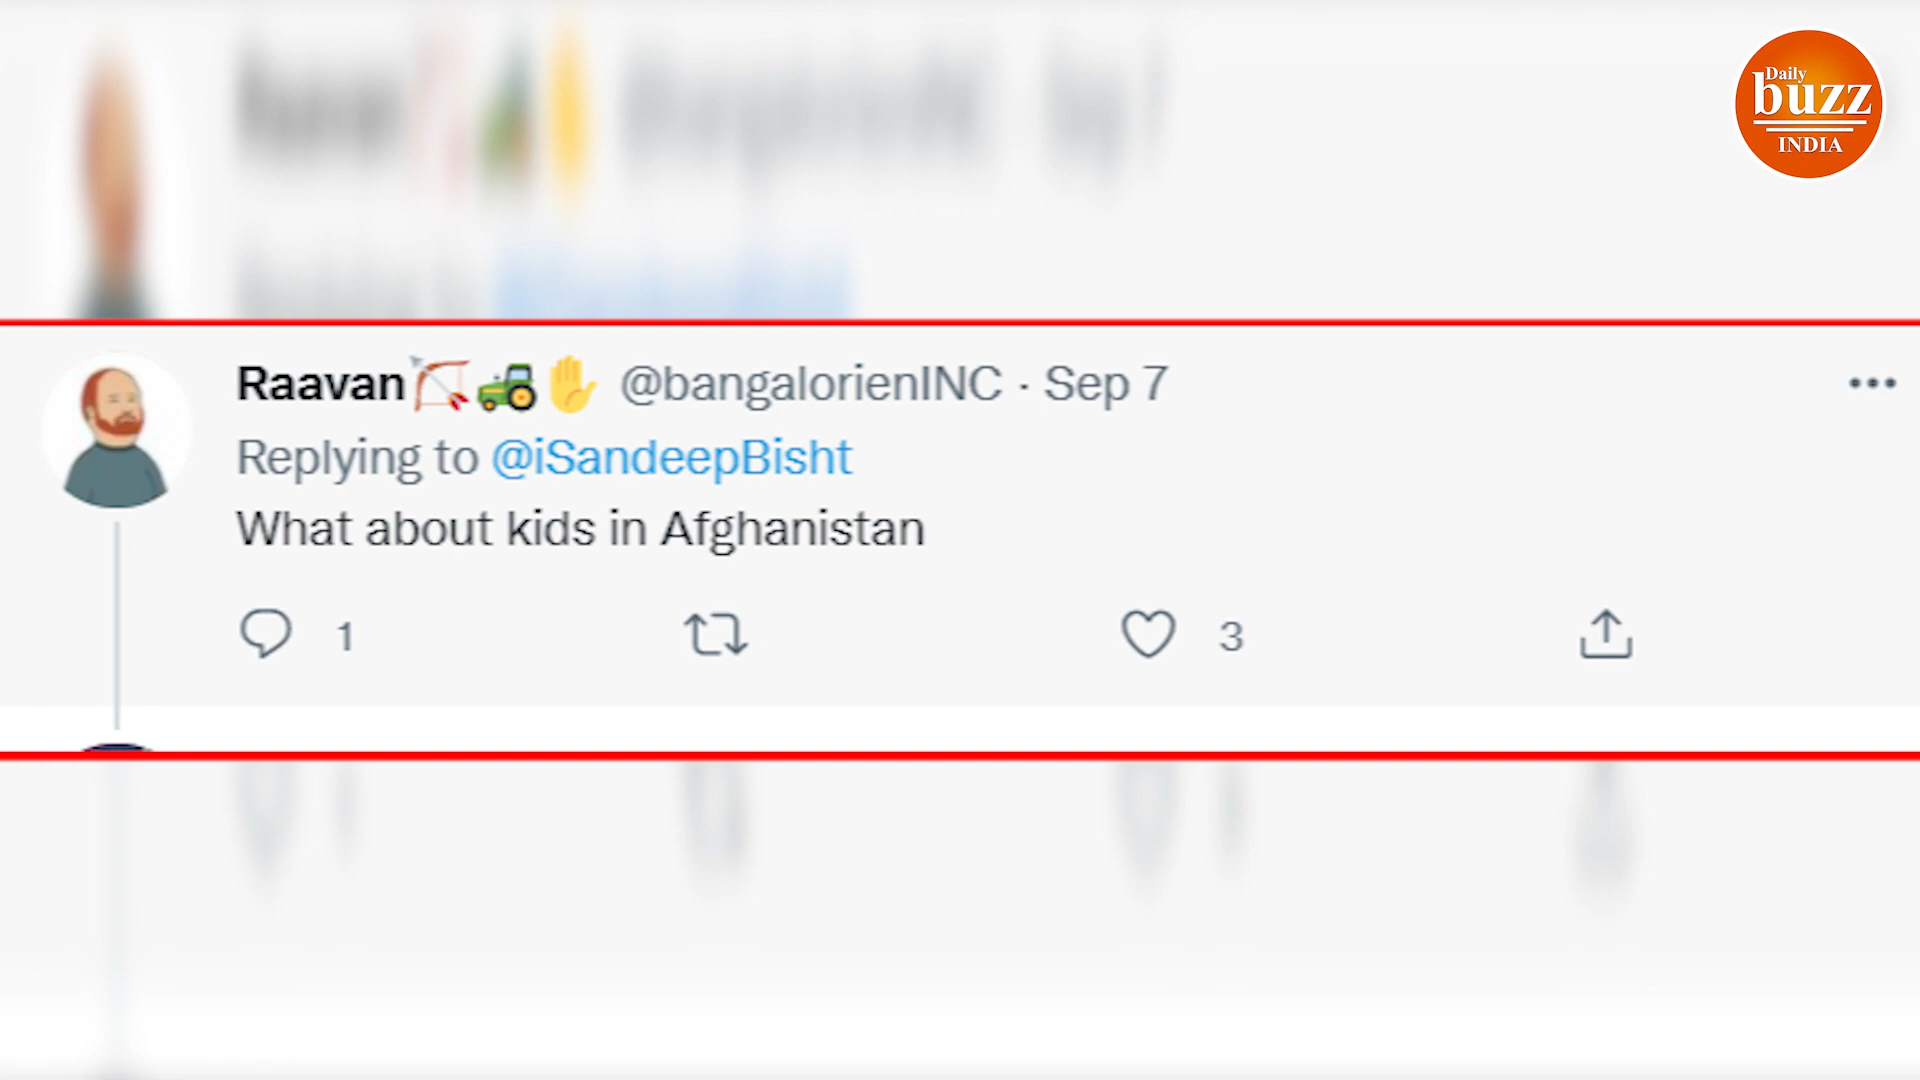 Daily
buzz
INDIA
Raavan🏹🚜✋ @bangalorienINC · Sep 7
Replying to @iSandeepBisht
What about kids in Afghanistan
1 3